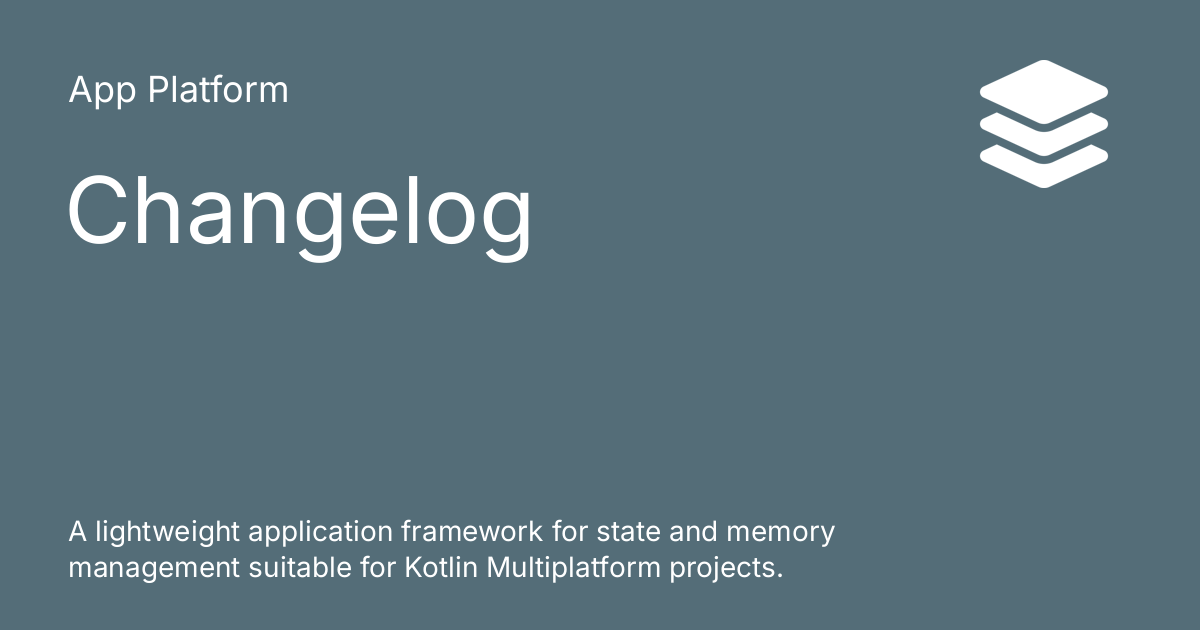 App Platform
Changelog
A lightweight application framework for state and memory
management suitable for Kotlin Multiplatform projects.